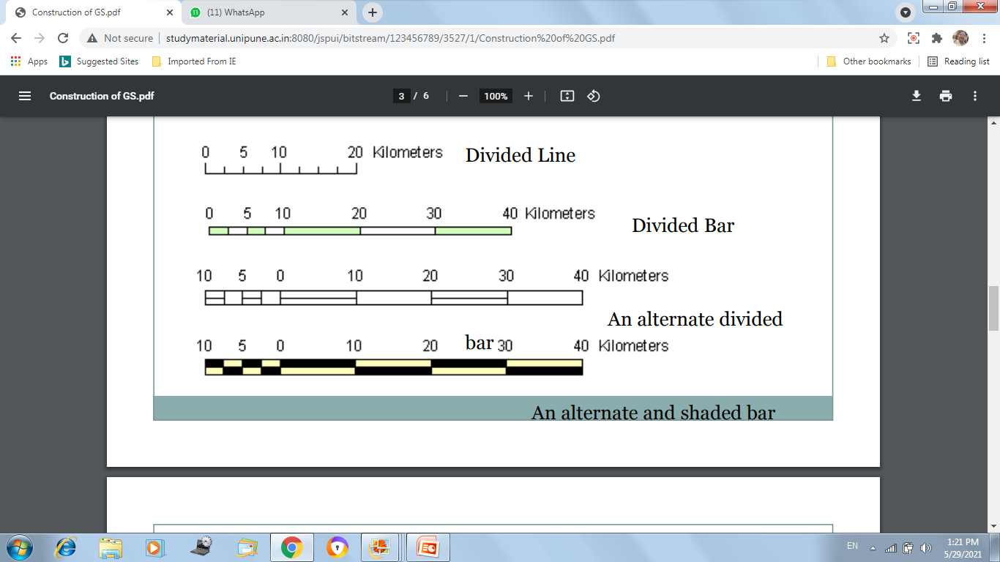 Construction of GS.pdf
11 (11) WhatsApp
Not secure studymaterial.unipune.ac.in:8080/jspui/bitstream/123456789/3527/1/Construction%20of%20GS.pdf
Apps Suggested Sites Imported From IE Other bookmarks Reading list
Construction of GS.pdf 3 / 6 100%
0 5 10 20 Kilometers Divided Line
0 5 10 20 30 40 Kilometers
Divided Bar
10 5 0 10 20 30 40 Kilometers
An alternate divided
bar
10 5 0 10 20 30 40 Kilometers
An alternate and shaded bar
EN 1:21 PM
5/29/2021